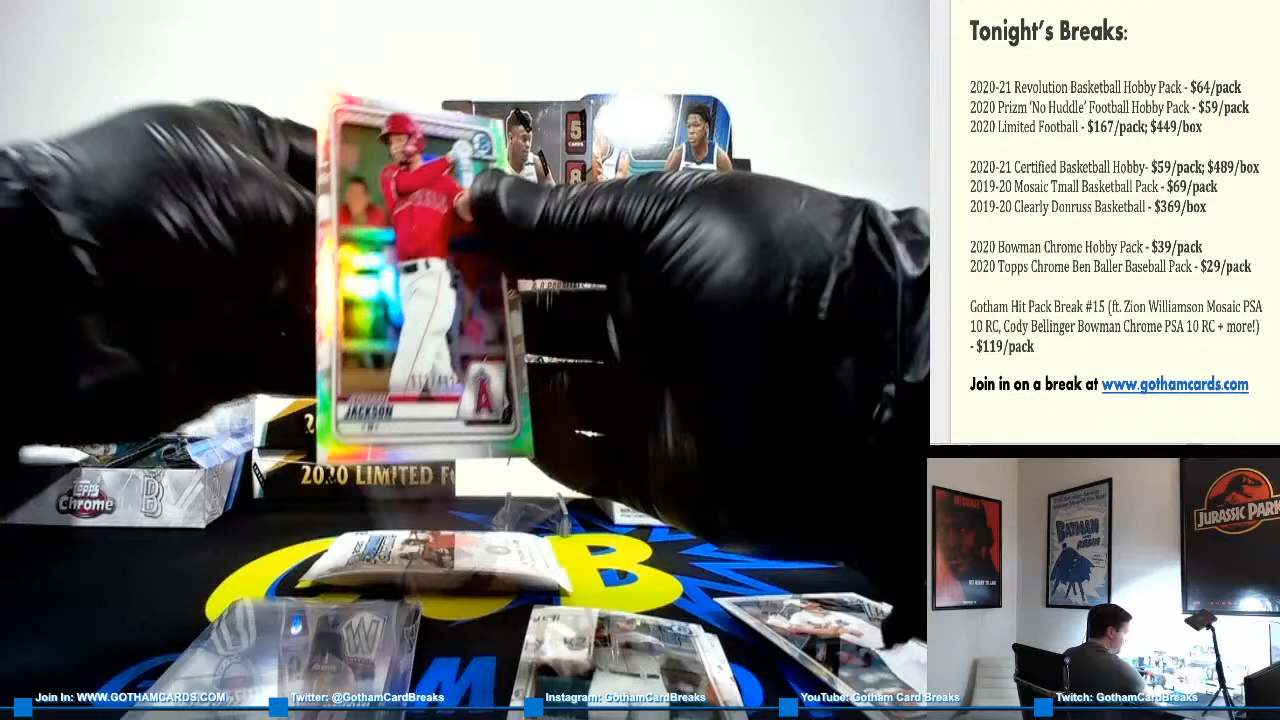 Tonight's Breaks:
2020-21 Revolution Basketball Hobby Pack - $64/pack
2020 Prizm 'No Huddle' Football Hobby Pack - $59/pack
2020 Limited Football - $167/pack; $449/box
2020-21 Certified Basketball Hobby- $59/pack; $489/box
2019-20 Mosaic Tmall Basketball Pack - $69/pack
2019-20 Clearly Donruss Basketball - $369/box
2020 Bowman Chrome Hobby Pack - $39/pack
2020 Topps Chrome Ben Baller Baseball Pack - $29/pack
Gotham Hit Pack Break #15 (ft. Zion Williamson Mosaic PSA
10 RC, Cody Bellinger Bowman Chrome PSA 10 RC + more!)
- $119/pack
Join in on a break at www.gothamcards.com
5
CARDS
8
JACKSON
A
2020 LIMITED F
Topps
Chrome
B
BATMAN
JURASSIC PARK
Join In: WWW.GOTHAMCARDS.COM
Twitter: @GothamCardBreaks
Instagram: GothamCardBreaks
YouTube: Gotham Card Breaks
Twitch: GothamCardBreaks